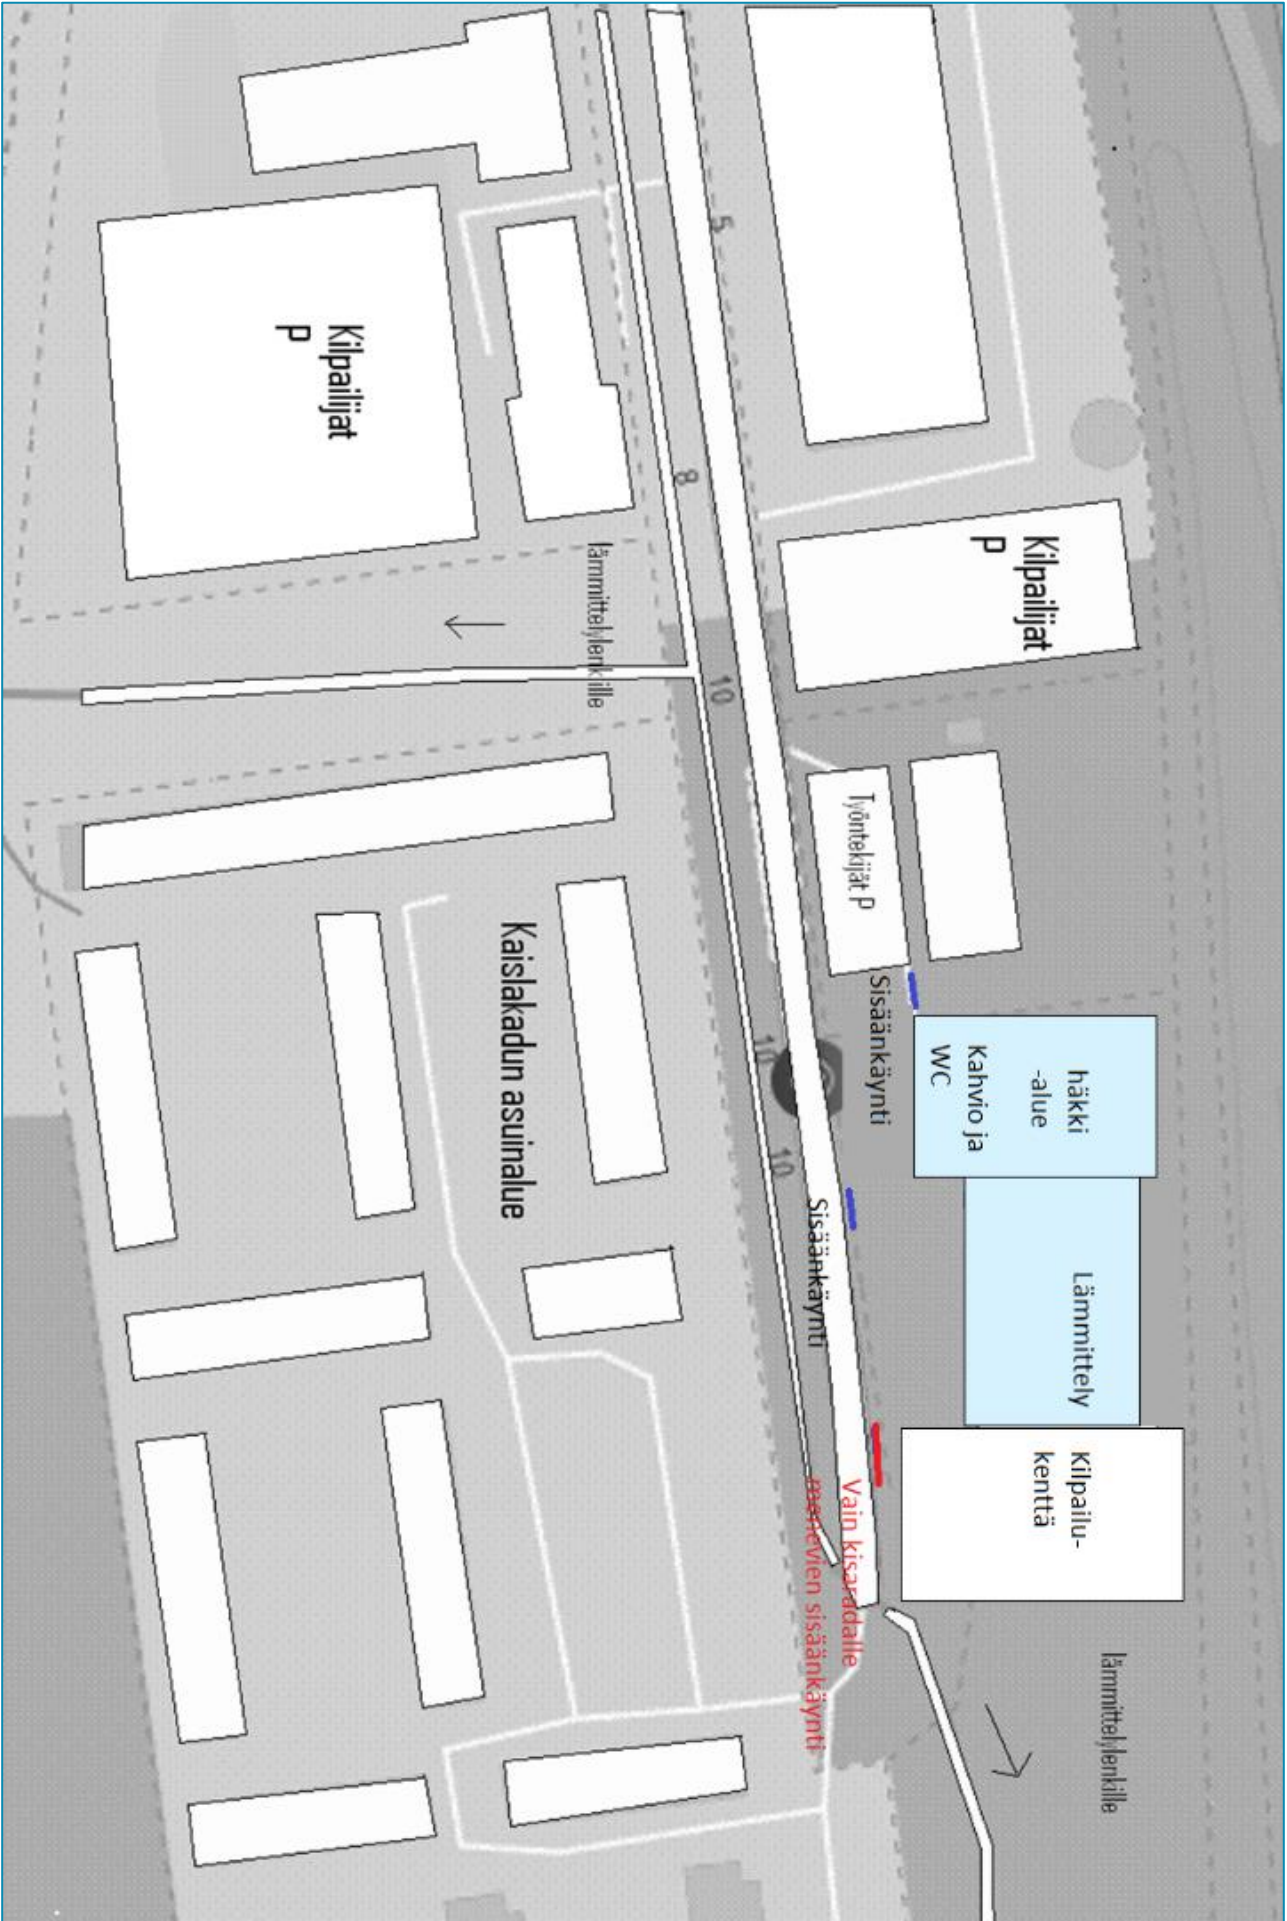 5
Kilpailijat
P
8
Kilpailijat
P
lämmittelylenkille
10
Työntekijät P
Sisäänkäynti
häkki
-alue
Kahvio ja
WC
Kaislakadun asuinalue
10
10
Sisäänkäynti
Lämmittely
Kilpailu-
kenttä
Vain kisaradalle
menevien sisäänkäynti
lämmittelylenkille